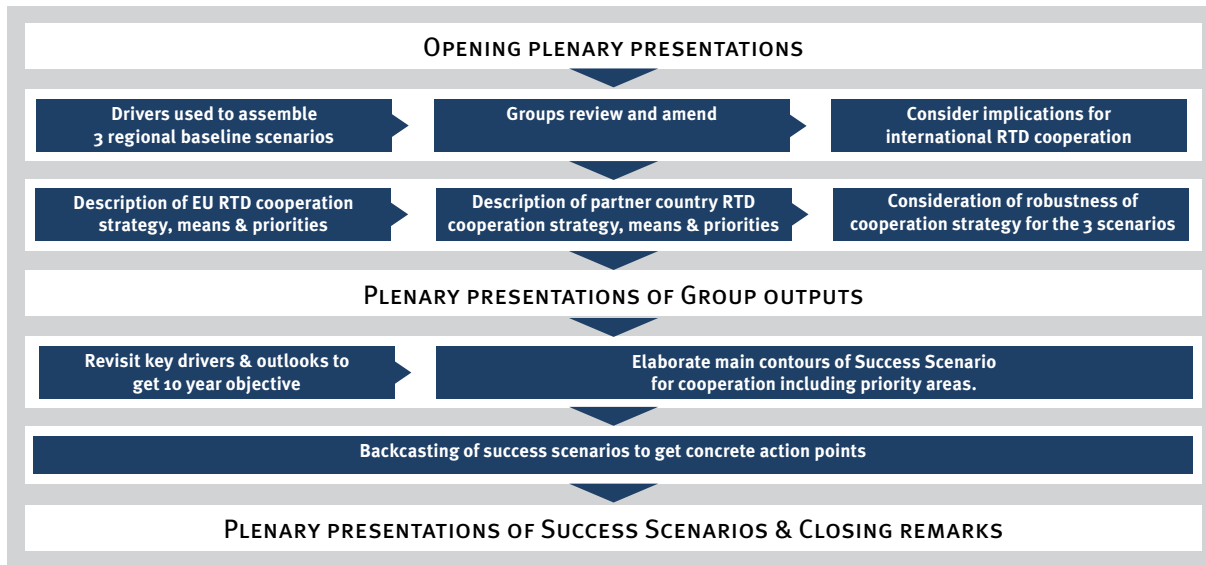 Opening plenary presentations
Drivers used to assemble
3 regional baseline scenarios
Groups review and amend
Consider implications for
international RTD cooperation
Description of EU RTD cooperation
strategy, means & priorities
Description of partner country RTD
cooperation strategy, means & priorities
Consideration of robustness of
cooperation strategy for the 3 scenarios
Plenary presentations of Group outputs
Revisit key drivers & outlooks to
get 10 year objective
Elaborate main contours of Success Scenario
for cooperation including priority areas.
Backcasting of success scenarios to get concrete action points
Plenary presentations of Success Scenarios & Closing remarks